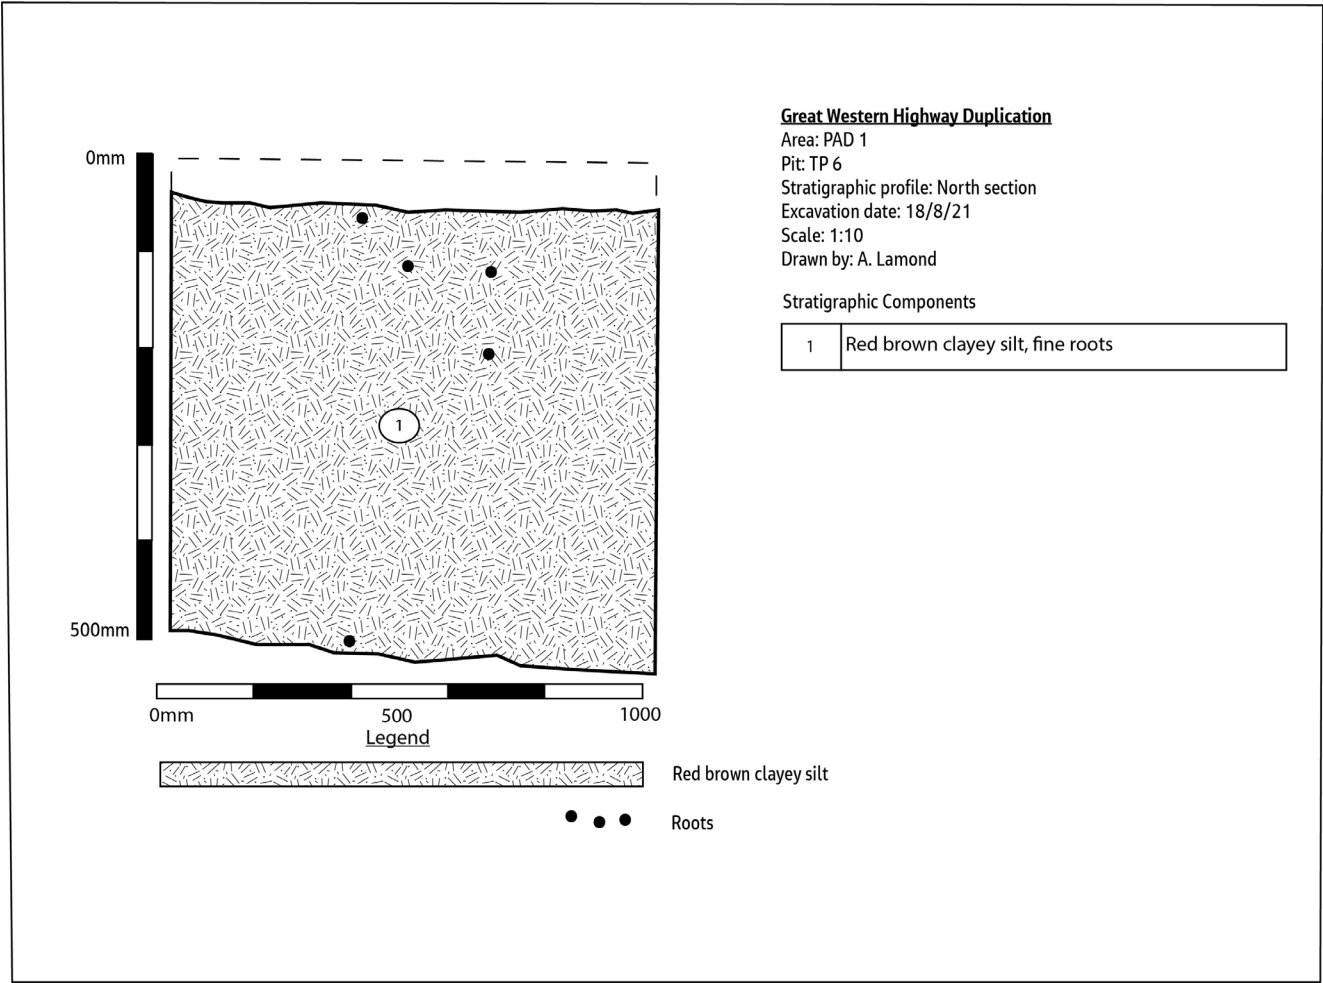 Great Western Highway Duplication
Area: PAD 1
Pit: TP 6
Stratigraphic profile: North section
Excavation date: 18/8/21
Scale: 1:10
Drawn by: A. Lamond
Stratigraphic Components
1 Red brown clayey silt, fine roots
0mm
1
500mm
0mm 500 1000
Legend
Red brown clayey silt
Roots